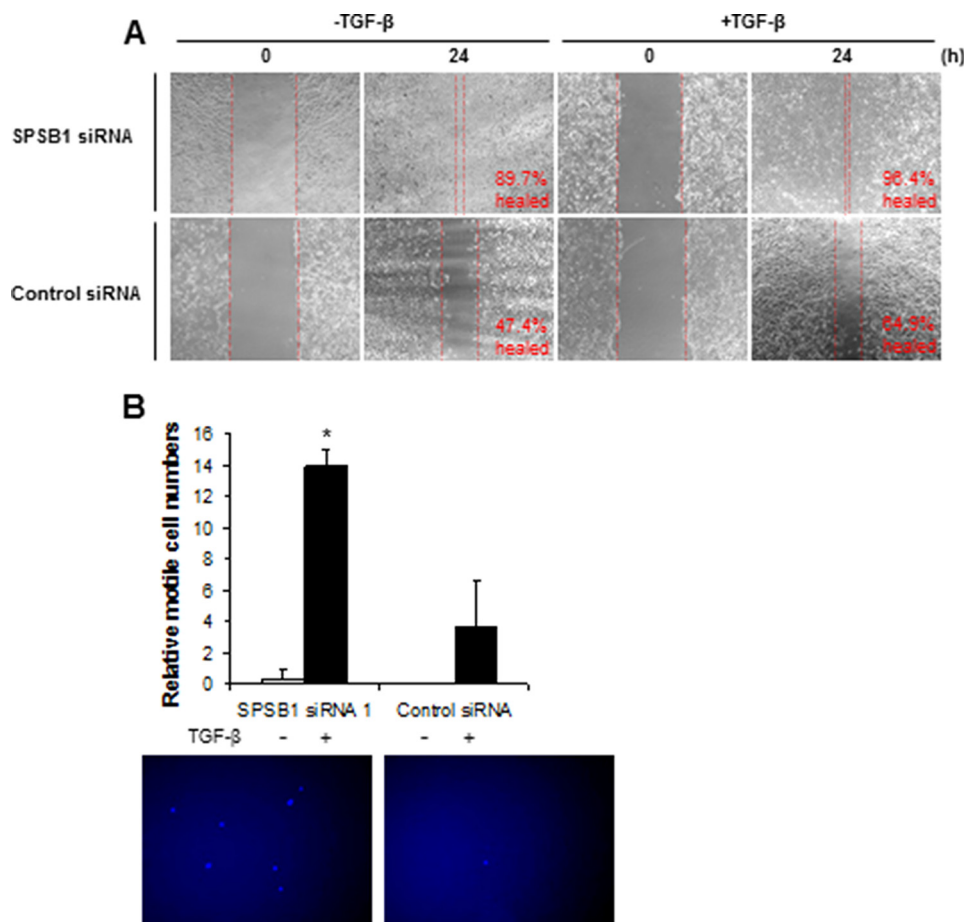 A
-TGF-β +TGF-β
0 24 0 24 (h)
SPSB1 siRNA
89.7% healed
96.4% healed
Control siRNA
47.4% healed
64.9% healed
B
Relative motile cell numbers
16
14
12
10
8
6
4
2
0
*
SPSB1 siRNA 1 Control siRNA
TGF-β - + - +